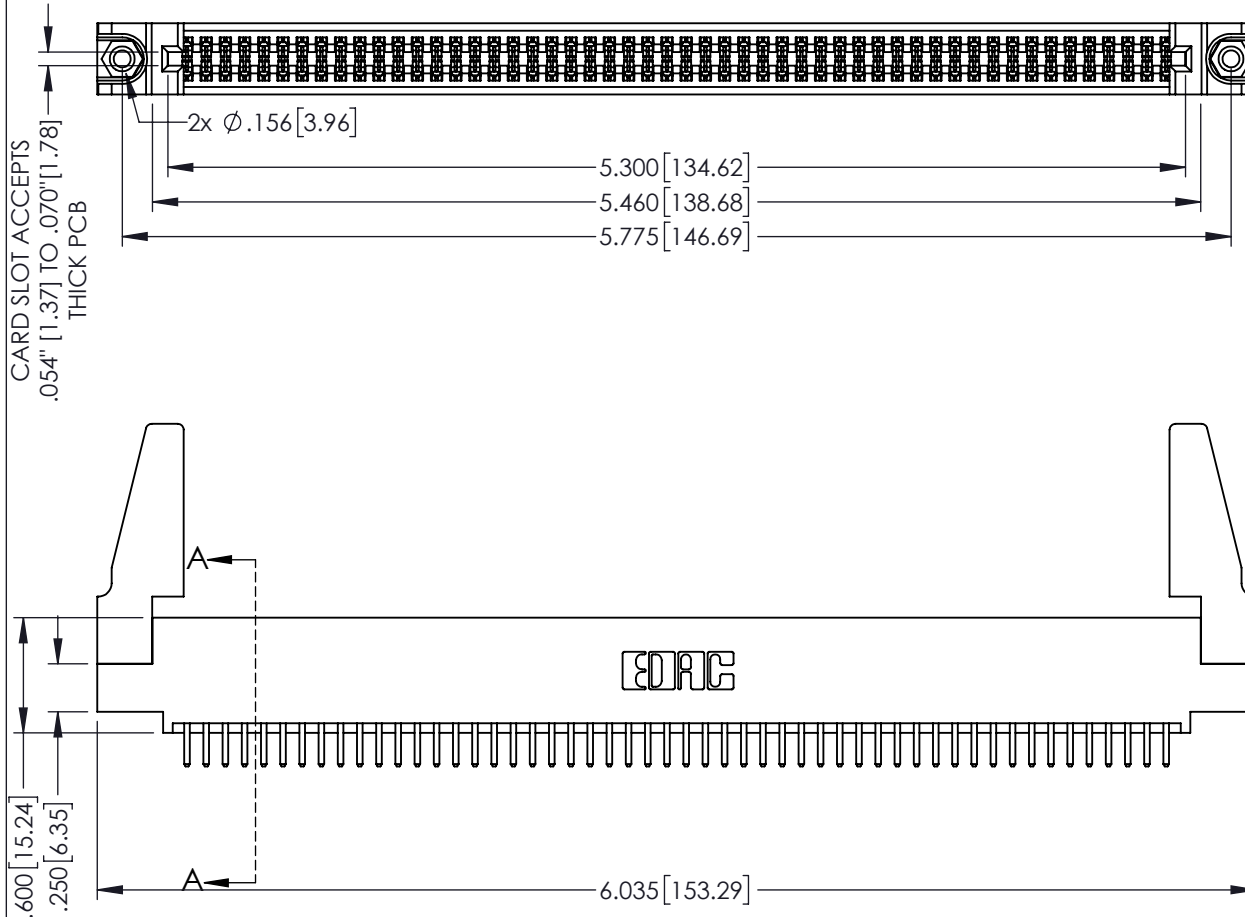 2x Ø.156[3.96]
5.300[134.62]
5.460[138.68]
5.775[146.69]
CARD SLOT ACCEPTS
.054" [1.37] TO .070"[1.78]
THICK PCB
A
EDAC
.600[15.24]
.250[6.35]
A
6.035[153.29]